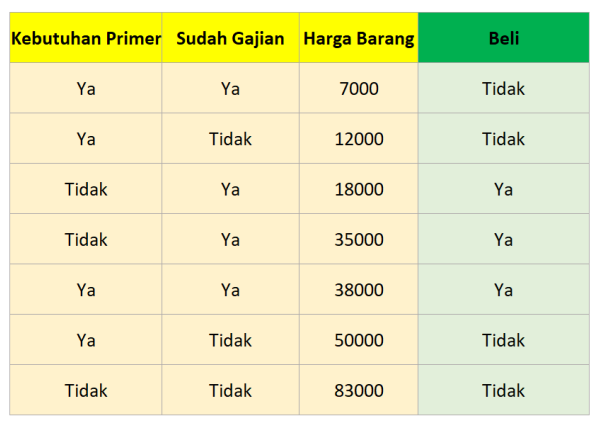 Kebutuhan Primer Sudah Gajian Harga Barang Beli
Ya Ya 7000 Tidak
Ya Tidak 12000 Tidak
Tidak Ya 18000 Ya
Tidak Ya 35000 Ya
Ya Ya 38000 Ya
Ya Tidak 50000 Tidak
Tidak Tidak 83000 Tidak